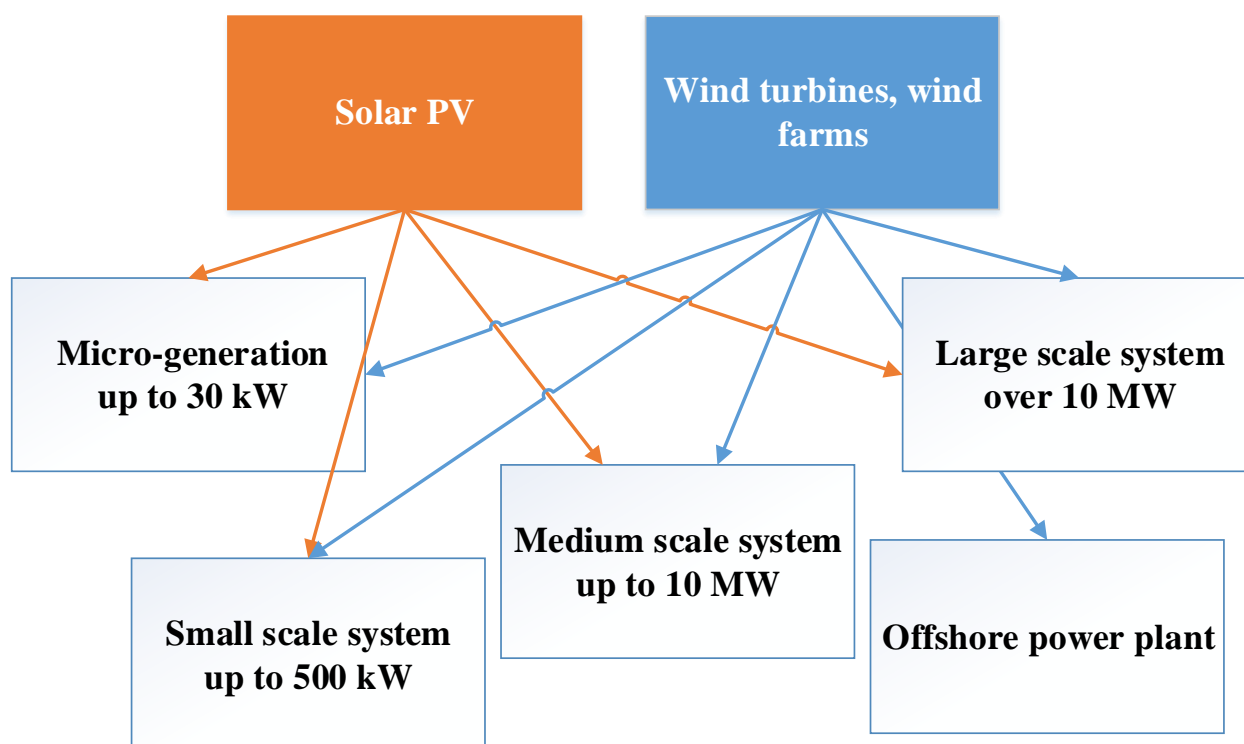 Solar PV
Wind turbines, wind
farms
Micro-generation
up to 30 kW
Large scale system
over 10 MW
Medium scale system
up to 10 MW
Small scale system
up to 500 kW
Offshore power plant